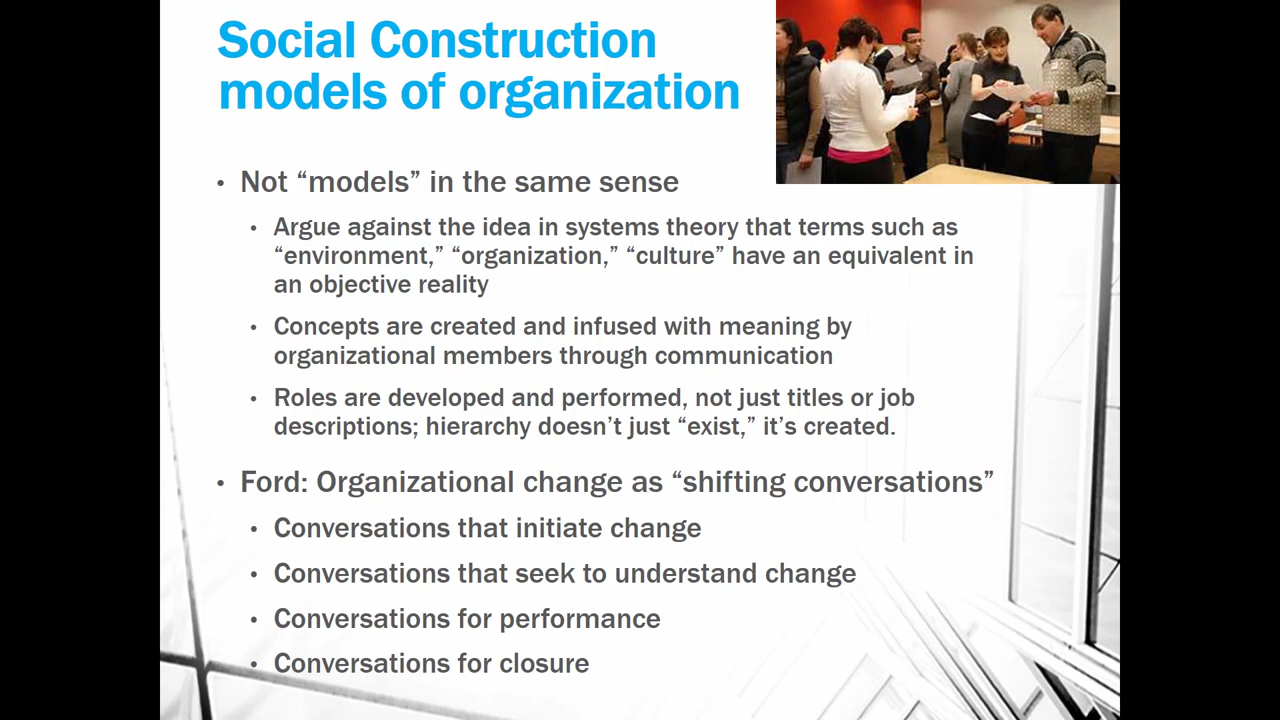 Social Construction
models of organization
• Not “models” in the same sense
• Argue against the idea in systems theory that terms such as
“environment,” “organization,” “culture” have an equivalent in
an objective reality
• Concepts are created and infused with meaning by
organizational members through communication
• Roles are developed and performed, not just titles or job
descriptions; hierarchy doesn’t just “exist,” it’s created.
• Ford: Organizational change as “shifting conversations”
• Conversations that initiate change
• Conversations that seek to understand change
• Conversations for performance
• Conversations for closure